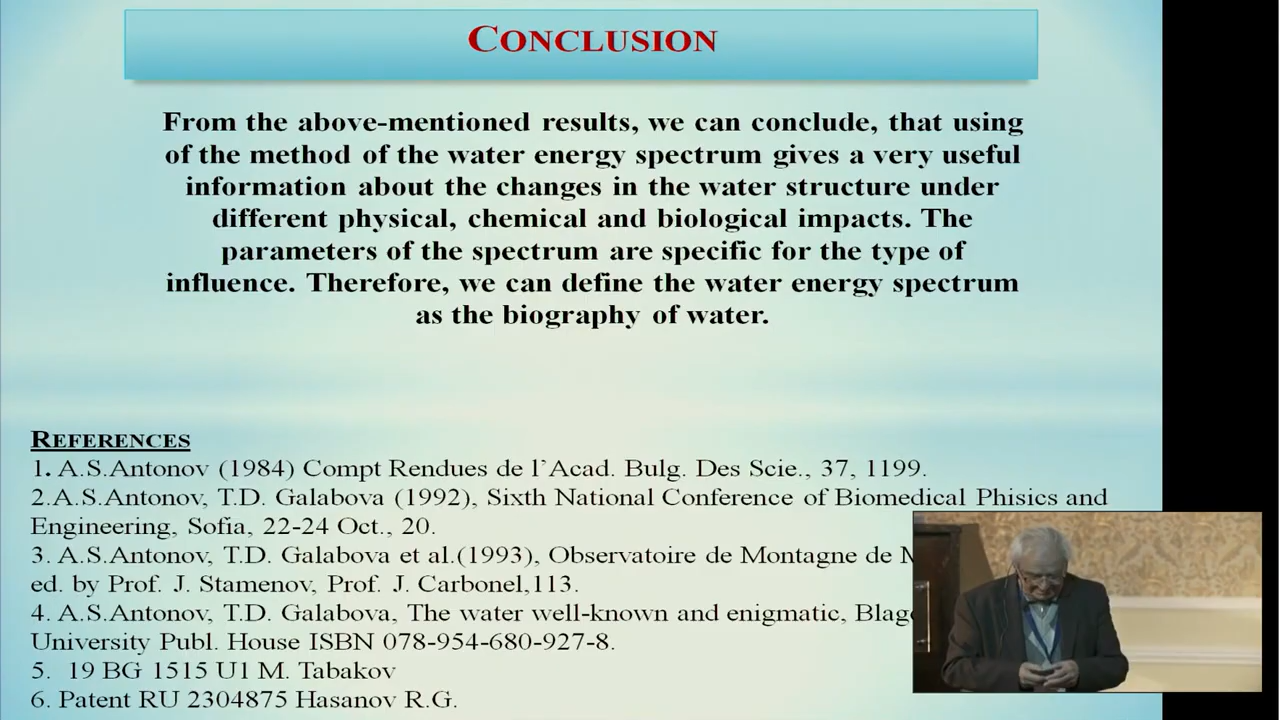 CONCLUSION
From the above-mentioned results, we can conclude, that using
of the method of the water energy spectrum gives a very useful
information about the changes in the water structure under
different physical, chemical and biological impacts. The
parameters of the spectrum are specific for the type of
influence. Therefore, we can define the water energy spectrum
as the biography of water.
REFERENCES
1. A.S.Antonov (1984) Compt Rendues de l'Acad. Bulg. Des Scie., 37, 1199.
2.A.S.Antonov, T.D. Galabova (1992), Sixth National Conference of Biomedical Phisics and
Engineering, Sofia, 22-24 Oct., 20.
3. A.S.Antonov, T.D. Galabova et al.(1993), Observatoire de Montagne de
ed. by Prof. J. Stamenov, Prof. J. Carbonel,113.
4. A.S.Antonov, T.D. Galabova, The water well-known and enigmatic,
University Publ. House ISBN 078-954-680-927-8.
5. 19 BG 1515 U1 M. Tabakov
6. Patent RU 2304875 Hasanov R.G.